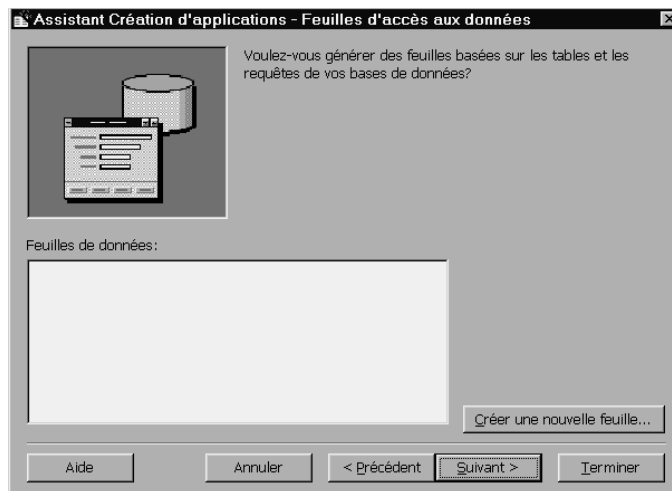 Assistant Création d'applications - Feuilles d'accès aux données
Voulez-vous générer des feuilles basées sur les tables et les
requêtes de vos bases de données?
Feuilles de données:
Créer une nouvelle feuille...
Aide
Annuler
< Précédent
Suivant >
Terminer